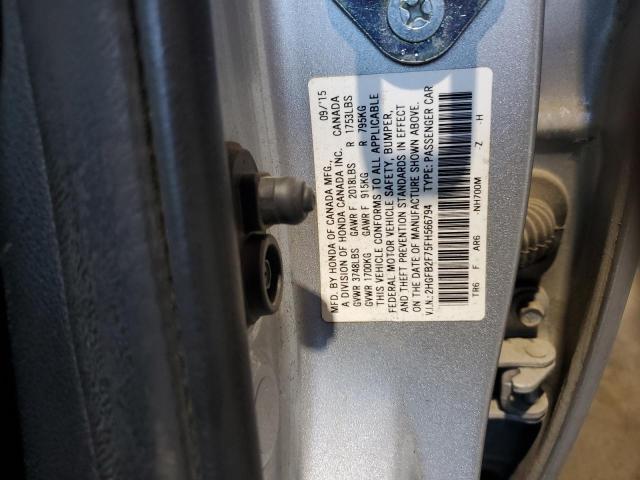 MFD. BY HONDA OF CANADA MFG., 09/'15
A DIVISION OF HONDA CANADA INC. CANADA
GVWR 3748LBS GAWR F 2018LBS R 1753LBS
GVWR 1700KG GAWR F 915KG R 795KG
THIS VEHICLE CONFORMS TO ALL APPLICABLE
FEDERAL MOTOR VEHICLE SAFETY, BUMPER,
AND THEFT PREVENTION STANDARDS IN EFFECT
ON THE DATE OF MANUFACTURE SHOWN ABOVE.
V.I.N.: 2HGFB2F75FH566794 TYPE: PASSENGER CAR
TR6 F AR6 -NH700M -Z -H